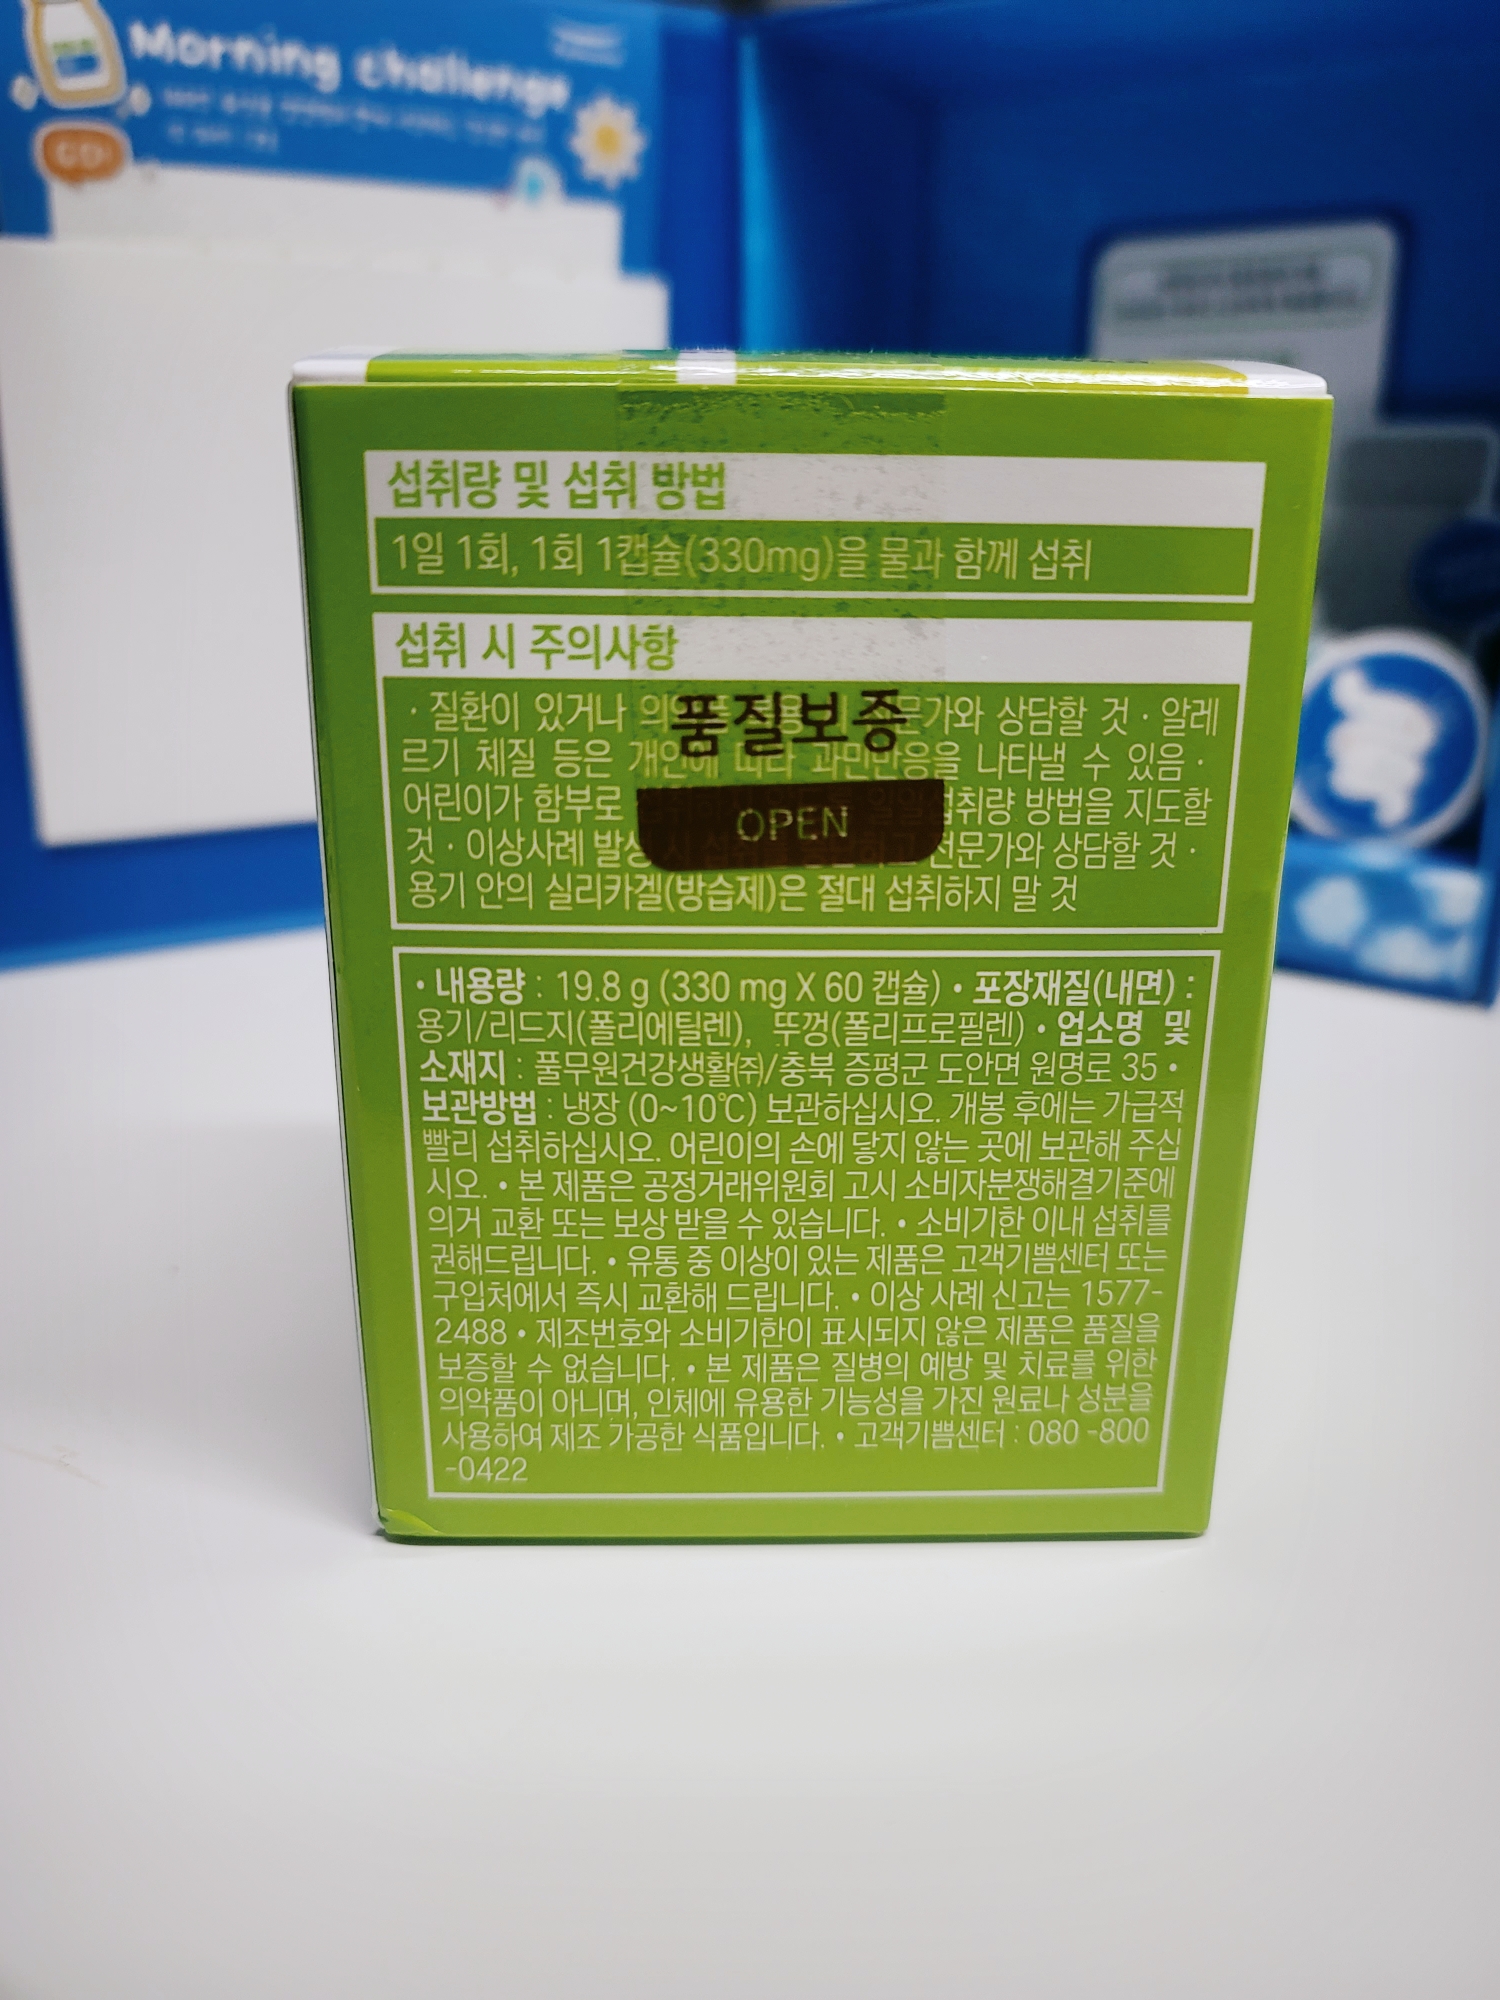 Morning challenge
GO!
섭취량 및 섭취 방법
1일 1회, 1회 1캡슐(330mg)을 물과 함께 섭취
섭취 시 주의사항
· 질환이 있거나 전문가와 상담할 것 · 알레
르기 체질 등은 개인에 따라 과민반응을 나타낼 수 있음 ·
어린이가 함부로 일일섭취량 방법을 지도할
것 · 이상사례 발생 시 섭취를 중단하고 전문가와 상담할 것 ·
용기 안의 실리카겔(방습제)은 절대 섭취하지 말 것
품질보증
OPEN
• 내용량 : 19.8 g (330 mg X 60 캡슐) • 포장재질(내면) :
용기/리드지(폴리에틸렌), 뚜껑(폴리프로필렌) • 업소명 및
소재지 : 풀무원건강생활㈜/충북 증평군 도안면 원명로 35 •
보관방법 : 냉장 (0~10℃) 보관하십시오. 개봉 후에는 가급적
빨리 섭취하십시오. 어린이의 손에 닿지 않는 곳에 보관해 주십
시오. • 본 제품은 공정거래위원회 고시 소비자분쟁해결기준에
의거 교환 또는 보상 받을 수 있습니다. • 소비기한 이내 섭취를
권해드립니다. • 유통 중 이상이 있는 제품은 고객기쁨센터 또는
구입처에서 즉시 교환해 드립니다. • 이상 사례 신고는 1577-
2488 • 제조번호와 소비기한이 표시되지 않은 제품은 품질을
보증할 수 없습니다. • 본 제품은 질병의 예방 및 치료를 위한
의약품이 아니며, 인체에 유용한 기능성을 가진 원료나 성분을
사용하여 제조 가공한 식품입니다. • 고객기쁨센터 : 080 -800
-0422